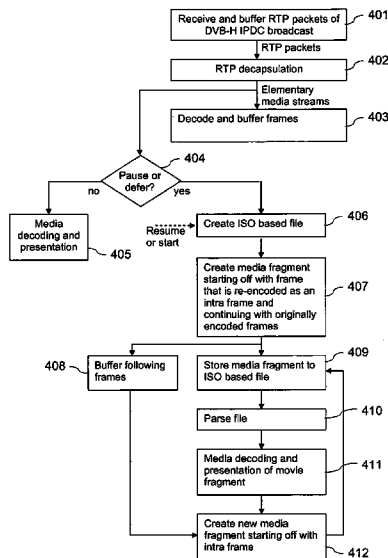 Receive and buffer RTP packets of
DVB-H IPDC broadcast
401
RTP packets
RTP decapsulation
402
Elementary
media streams
Decode and buffer frames
403
404
Pause or
defer?
no
yes
Media
decoding and
presentation
405
Resume
or start
Create ISO based file
406
Create media fragment
starting off with frame
that is re-encoded as an
intra frame and
continuing with originally
encoded frames
407
408
Buffer following
frames
Store media fragment to
ISO based file
409
Parse file
410
Media decoding and
presentation of movie
fragment
411
Create new media
fragment starting off with
intra frame
412